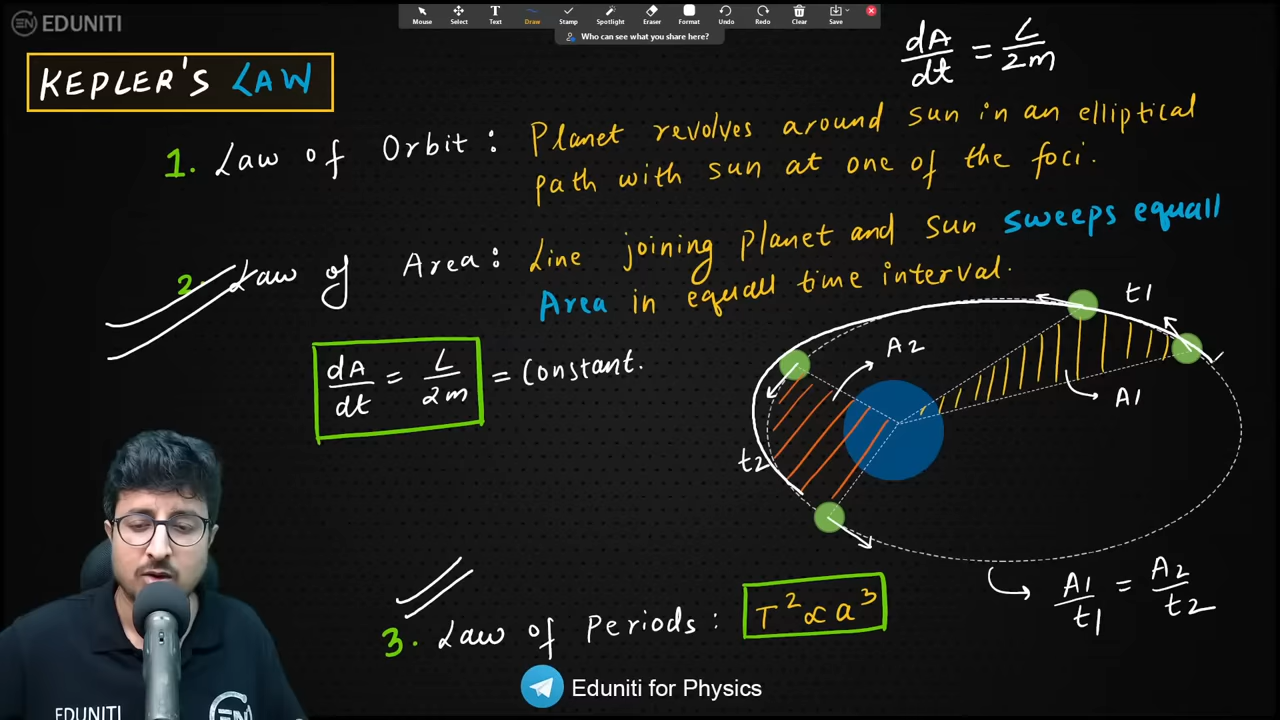 EN EDUNITI
Mouse Select Text Draw Stamp Spotlight Eraser Format Undo Redo Clear Save
Who can see what you share here?
dA/dt = L/2m
KEPLER'S LAW
1. Law of Orbit : Planet revolves around sun in an elliptical
path with sun at one of the foci.
2. Law of Area : Line joining planet and sun sweeps equall
Area in equall time interval.
dA/dt = L/2m = Constant.
t1
A2
A1
t2
A1/t1 = A2/t2
3. Law of Periods : T² ∝ a³
Eduniti for Physics
EDUNITI
EN